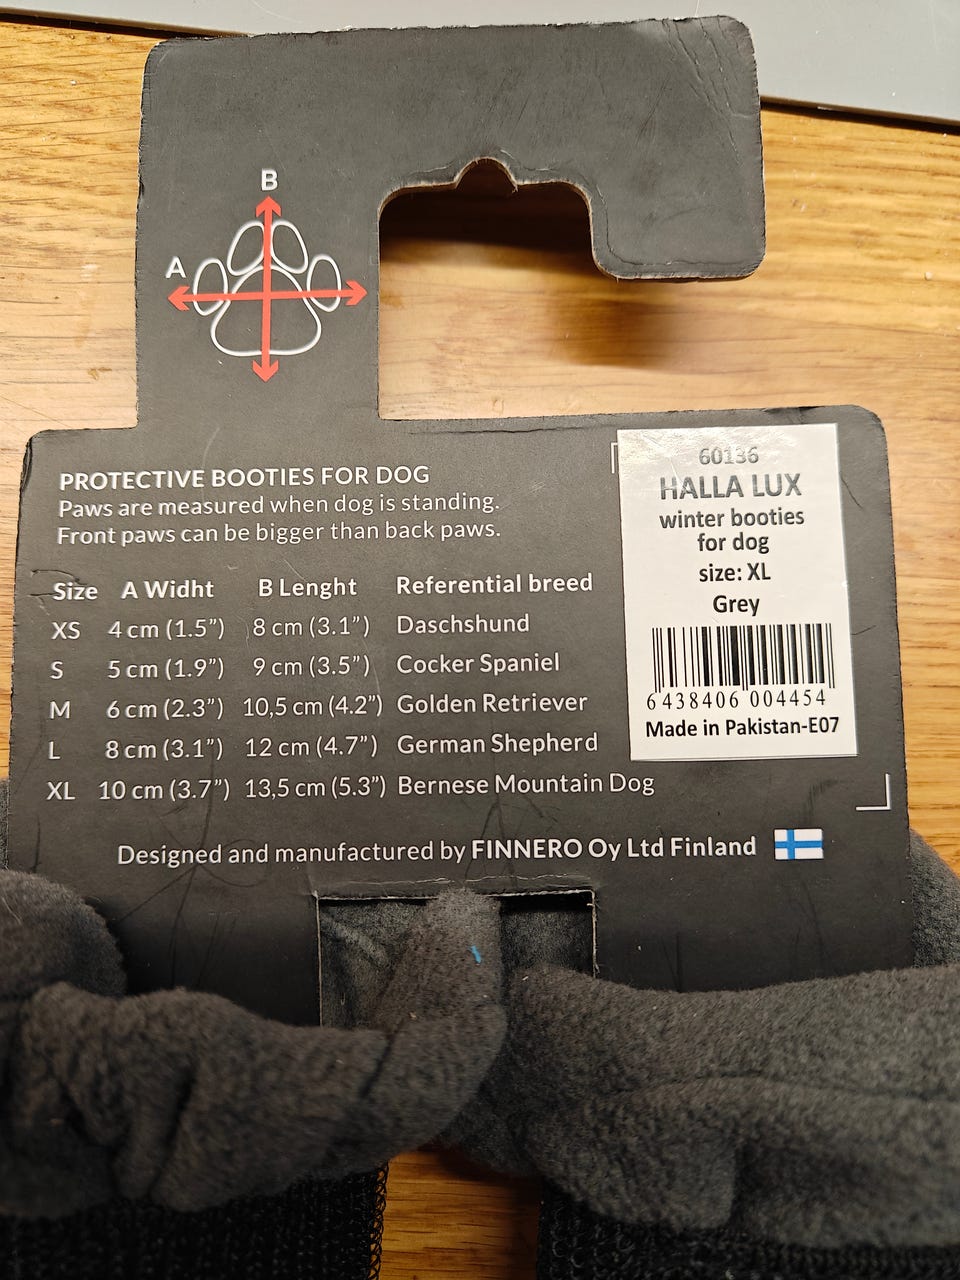 B
A
PROTECTIVE BOOTIES FOR DOG
Paws are measured when dog is standing.
Front paws can be bigger than back paws.
Size A Widht B Lenght Referential breed
XS 4 cm (1.5”) 8 cm (3.1”) Daschshund
S 5 cm (1.9”) 9 cm (3.5”) Cocker Spaniel
M 6 cm (2.3”) 10,5 cm (4.2”) Golden Retriever
L 8 cm (3.1”) 12 cm (4.7”) German Shepherd
XL 10 cm (3.7”) 13,5 cm (5.3”) Bernese Mountain Dog
Designed and manufactured by FINNERO Oy Ltd Finland
60136
HALLA LUX
winter booties
for dog
size: XL
Grey
6 438406 004454
Made in Pakistan-E07